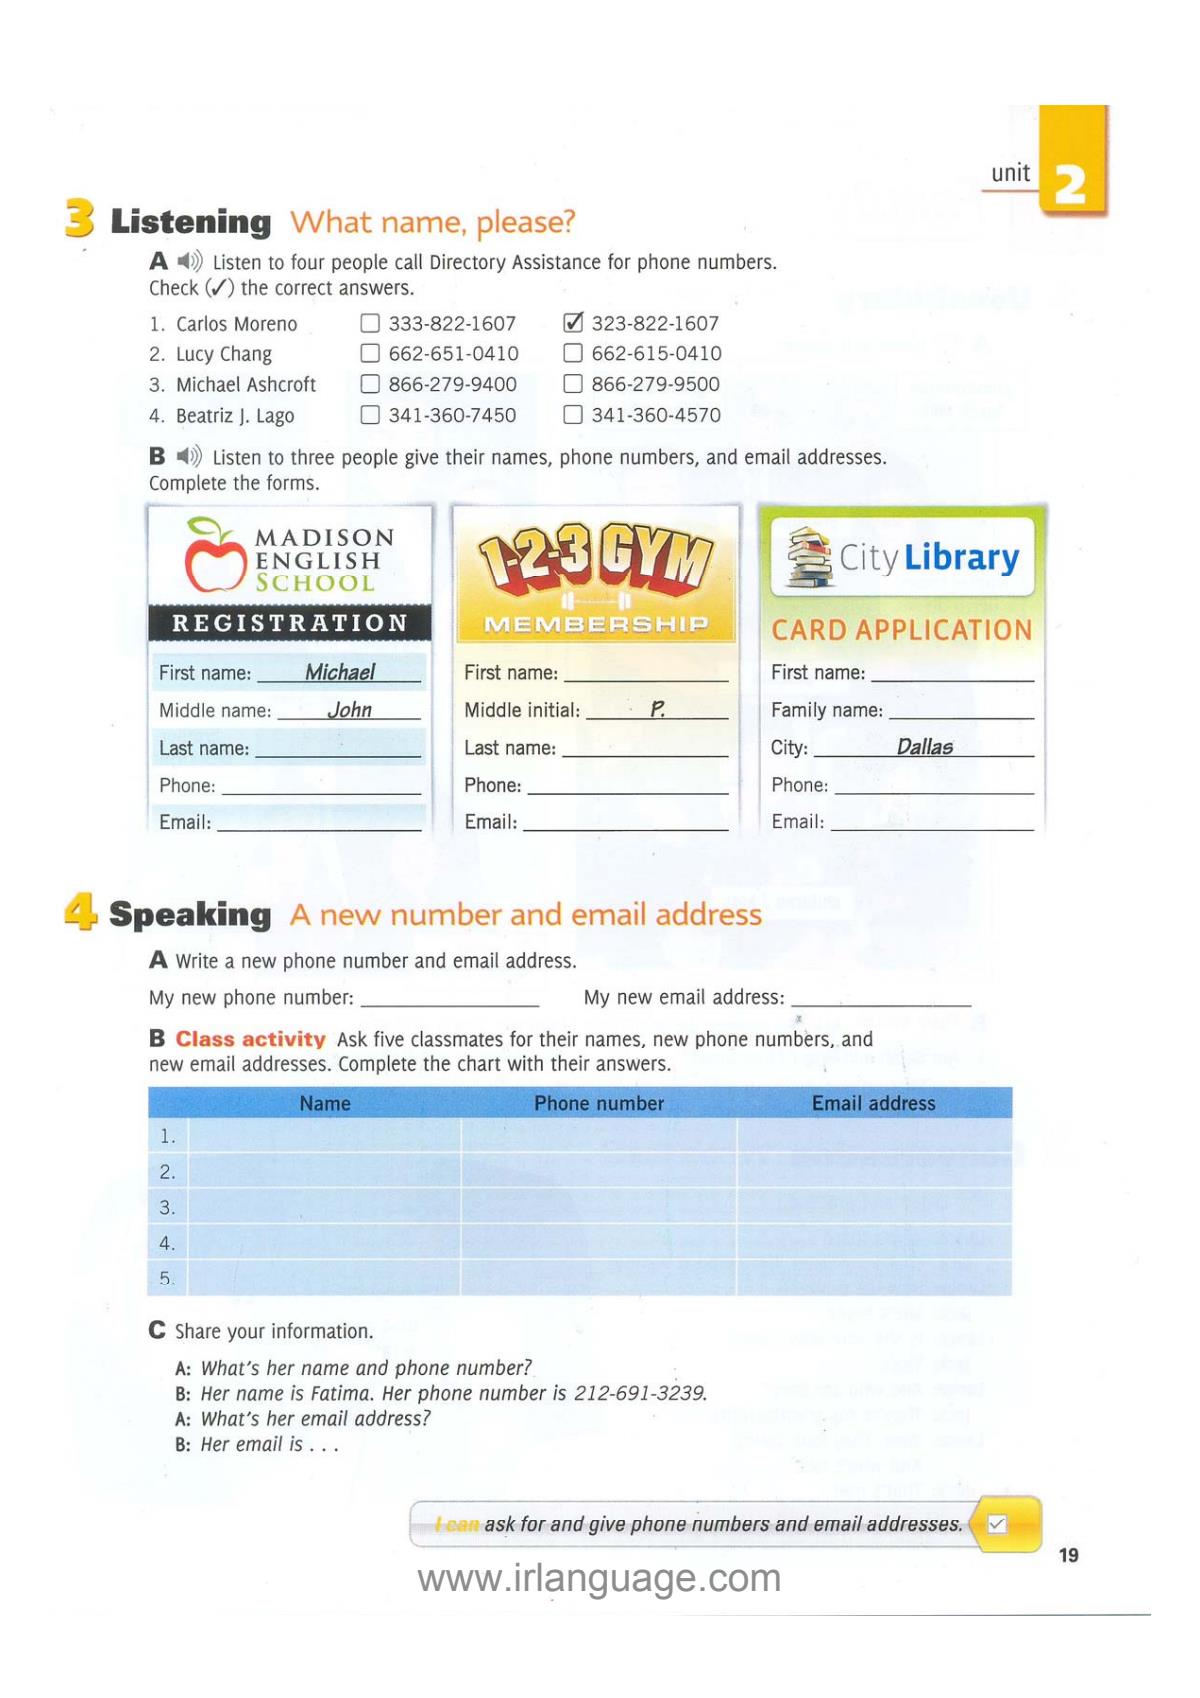 unit 2
3 Listening What name, please?
A Listen to four people call Directory Assistance for phone numbers.
Check (✓) the correct answers.
1. Carlos Moreno ☐ 333-822-1607 ☑ 323-822-1607
2. Lucy Chang ☐ 662-651-0410 ☐ 662-615-0410
3. Michael Ashcroft ☐ 866-279-9400 ☐ 866-279-9500
4. Beatriz J. Lago ☐ 341-360-7450 ☐ 341-360-4570
B Listen to three people give their names, phone numbers, and email addresses.
Complete the forms.
MADISON
ENGLISH
SCHOOL
REGISTRATION
First name: Michael
Middle name: John
Last name:
Phone:
Email:
1-2-3 GYM
MEMBERSHIP
First name:
Middle initial: P.
Last name:
Phone:
Email:
City Library
CARD APPLICATION
First name:
Family name:
City: Dallas
Phone:
Email:
4 Speaking A new number and email address
A Write a new phone number and email address.
My new phone number: My new email address:
B Class activity Ask five classmates for their names, new phone numbers, and
new email addresses. Complete the chart with their answers.
Name Phone number Email address
1.
2.
3.
4.
5.
C Share your information.
A: What's her name and phone number?
B: Her name is Fatima. Her phone number is 212-691-3239.
A: What's her email address?
B: Her email is . . .
I can ask for and give phone numbers and email addresses.
19
www.irlanguage.com